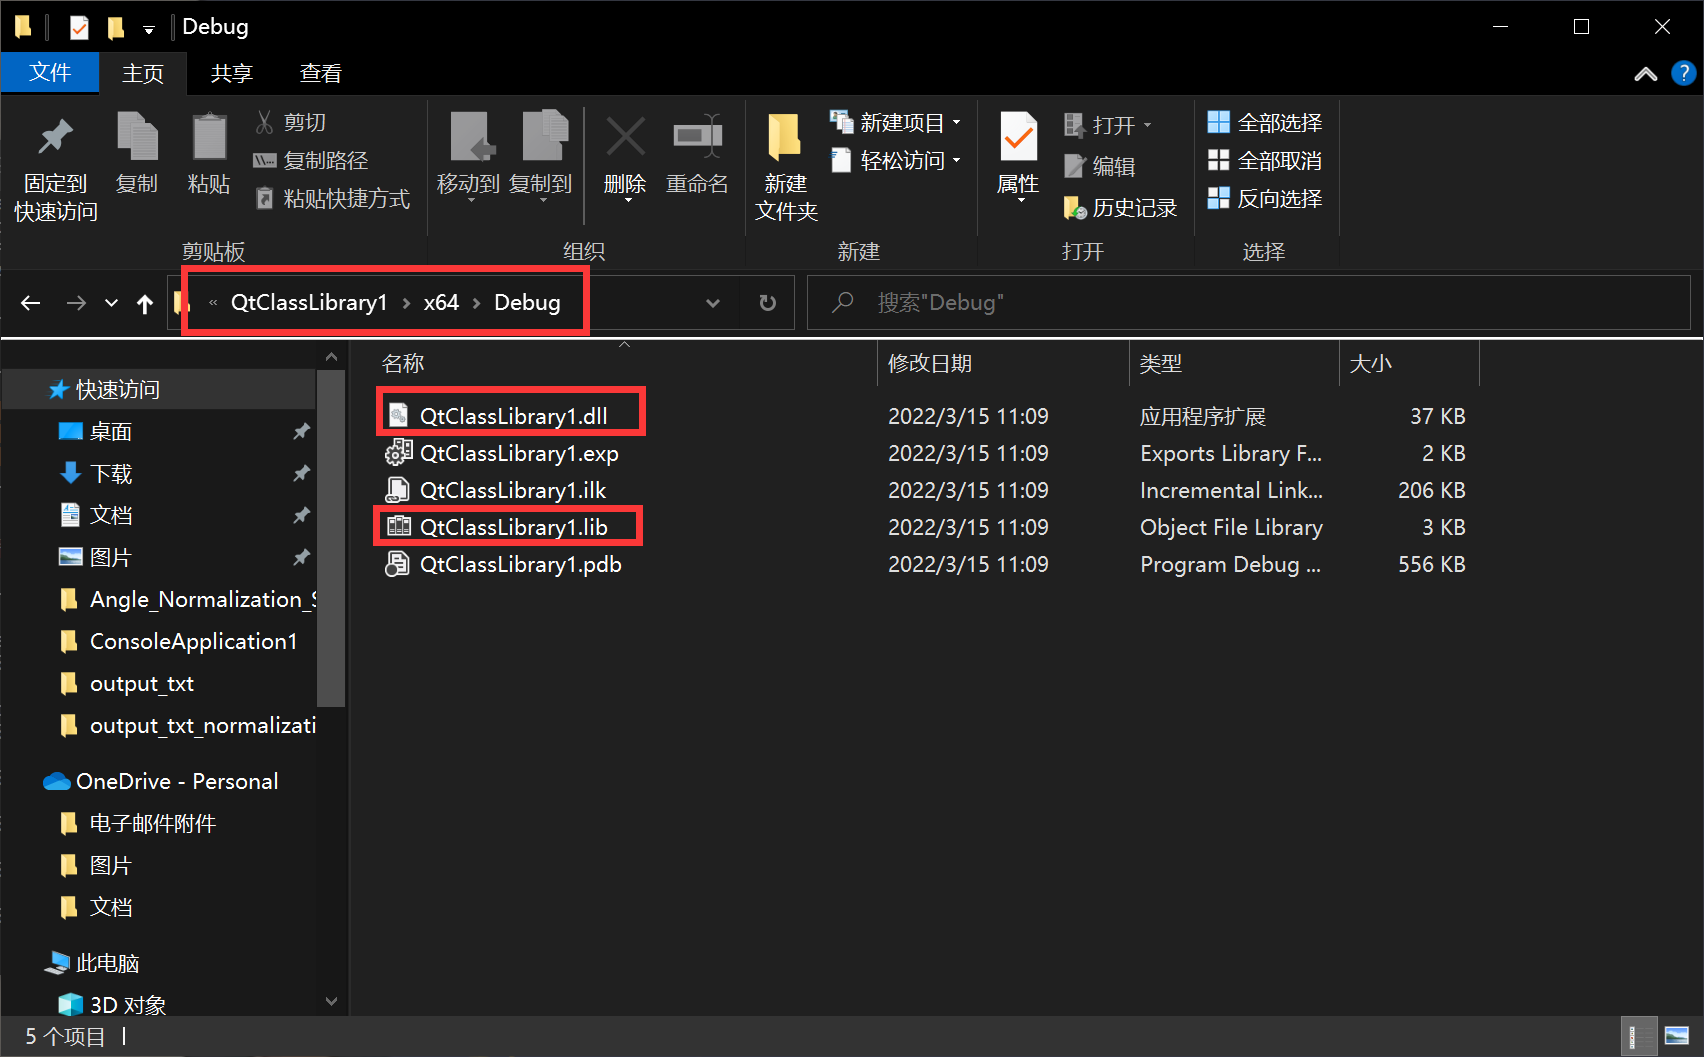 Debug
文件 主页 共享 查看
固定到
快速访问
复制
粘贴
剪切
复制路径
粘贴快捷方式
剪贴板
移动到
复制到
删除
重命名
组织
新建
文件夹
新建项目
轻松访问
新建
属性
打开
编辑
历史记录
打开
全部选择
全部取消
反向选择
选择
« QtClassLibrary1 › x64 › Debug
搜索"Debug"
名称 修改日期 类型 大小
QtClassLibrary1.dll 2022/3/15 11:09 应用程序扩展 37 KB
QtClassLibrary1.exp 2022/3/15 11:09 Exports Library F... 2 KB
QtClassLibrary1.ilk 2022/3/15 11:09 Incremental Link... 206 KB
QtClassLibrary1.lib 2022/3/15 11:09 Object File Library 3 KB
QtClassLibrary1.pdb 2022/3/15 11:09 Program Debug ... 556 KB
快速访问
桌面
下载
文档
图片
Angle_Normalization_S
ConsoleApplication1
output_txt
output_txt_normalizati
OneDrive - Personal
电子邮件附件
图片
文档
此电脑
3D 对象
5 个项目